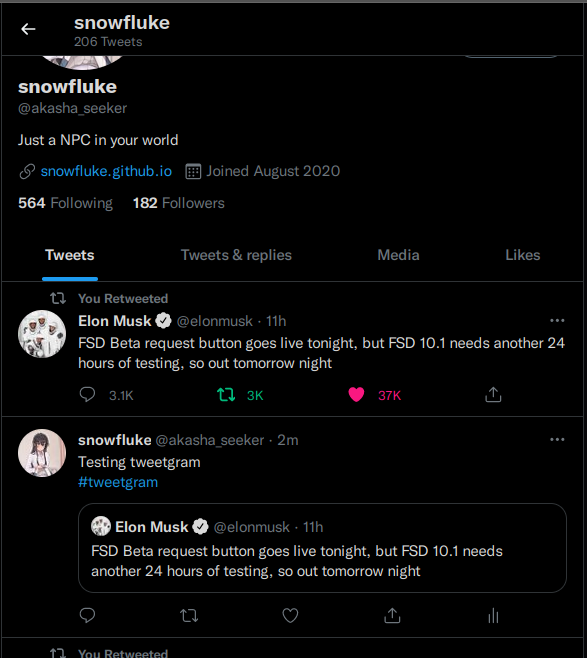 snowfluke
206 Tweets
snowfluke
@akasha_seeker
Just a NPC in your world
snowfluke.github.io Joined August 2020
564 Following 182 Followers
Tweets Tweets & replies Media Likes
You Retweeted
Elon Musk @elonmusk · 11h
FSD Beta request button goes live tonight, but FSD 10.1 needs another 24
hours of testing, so out tomorrow night
3.1K 3K 37K
snowfluke @akasha_seeker · 2m
Testing tweetgram
#tweetgram
Elon Musk @elonmusk · 11h
FSD Beta request button goes live tonight, but FSD 10.1 needs
another 24 hours of testing, so out tomorrow night
You Retweeted